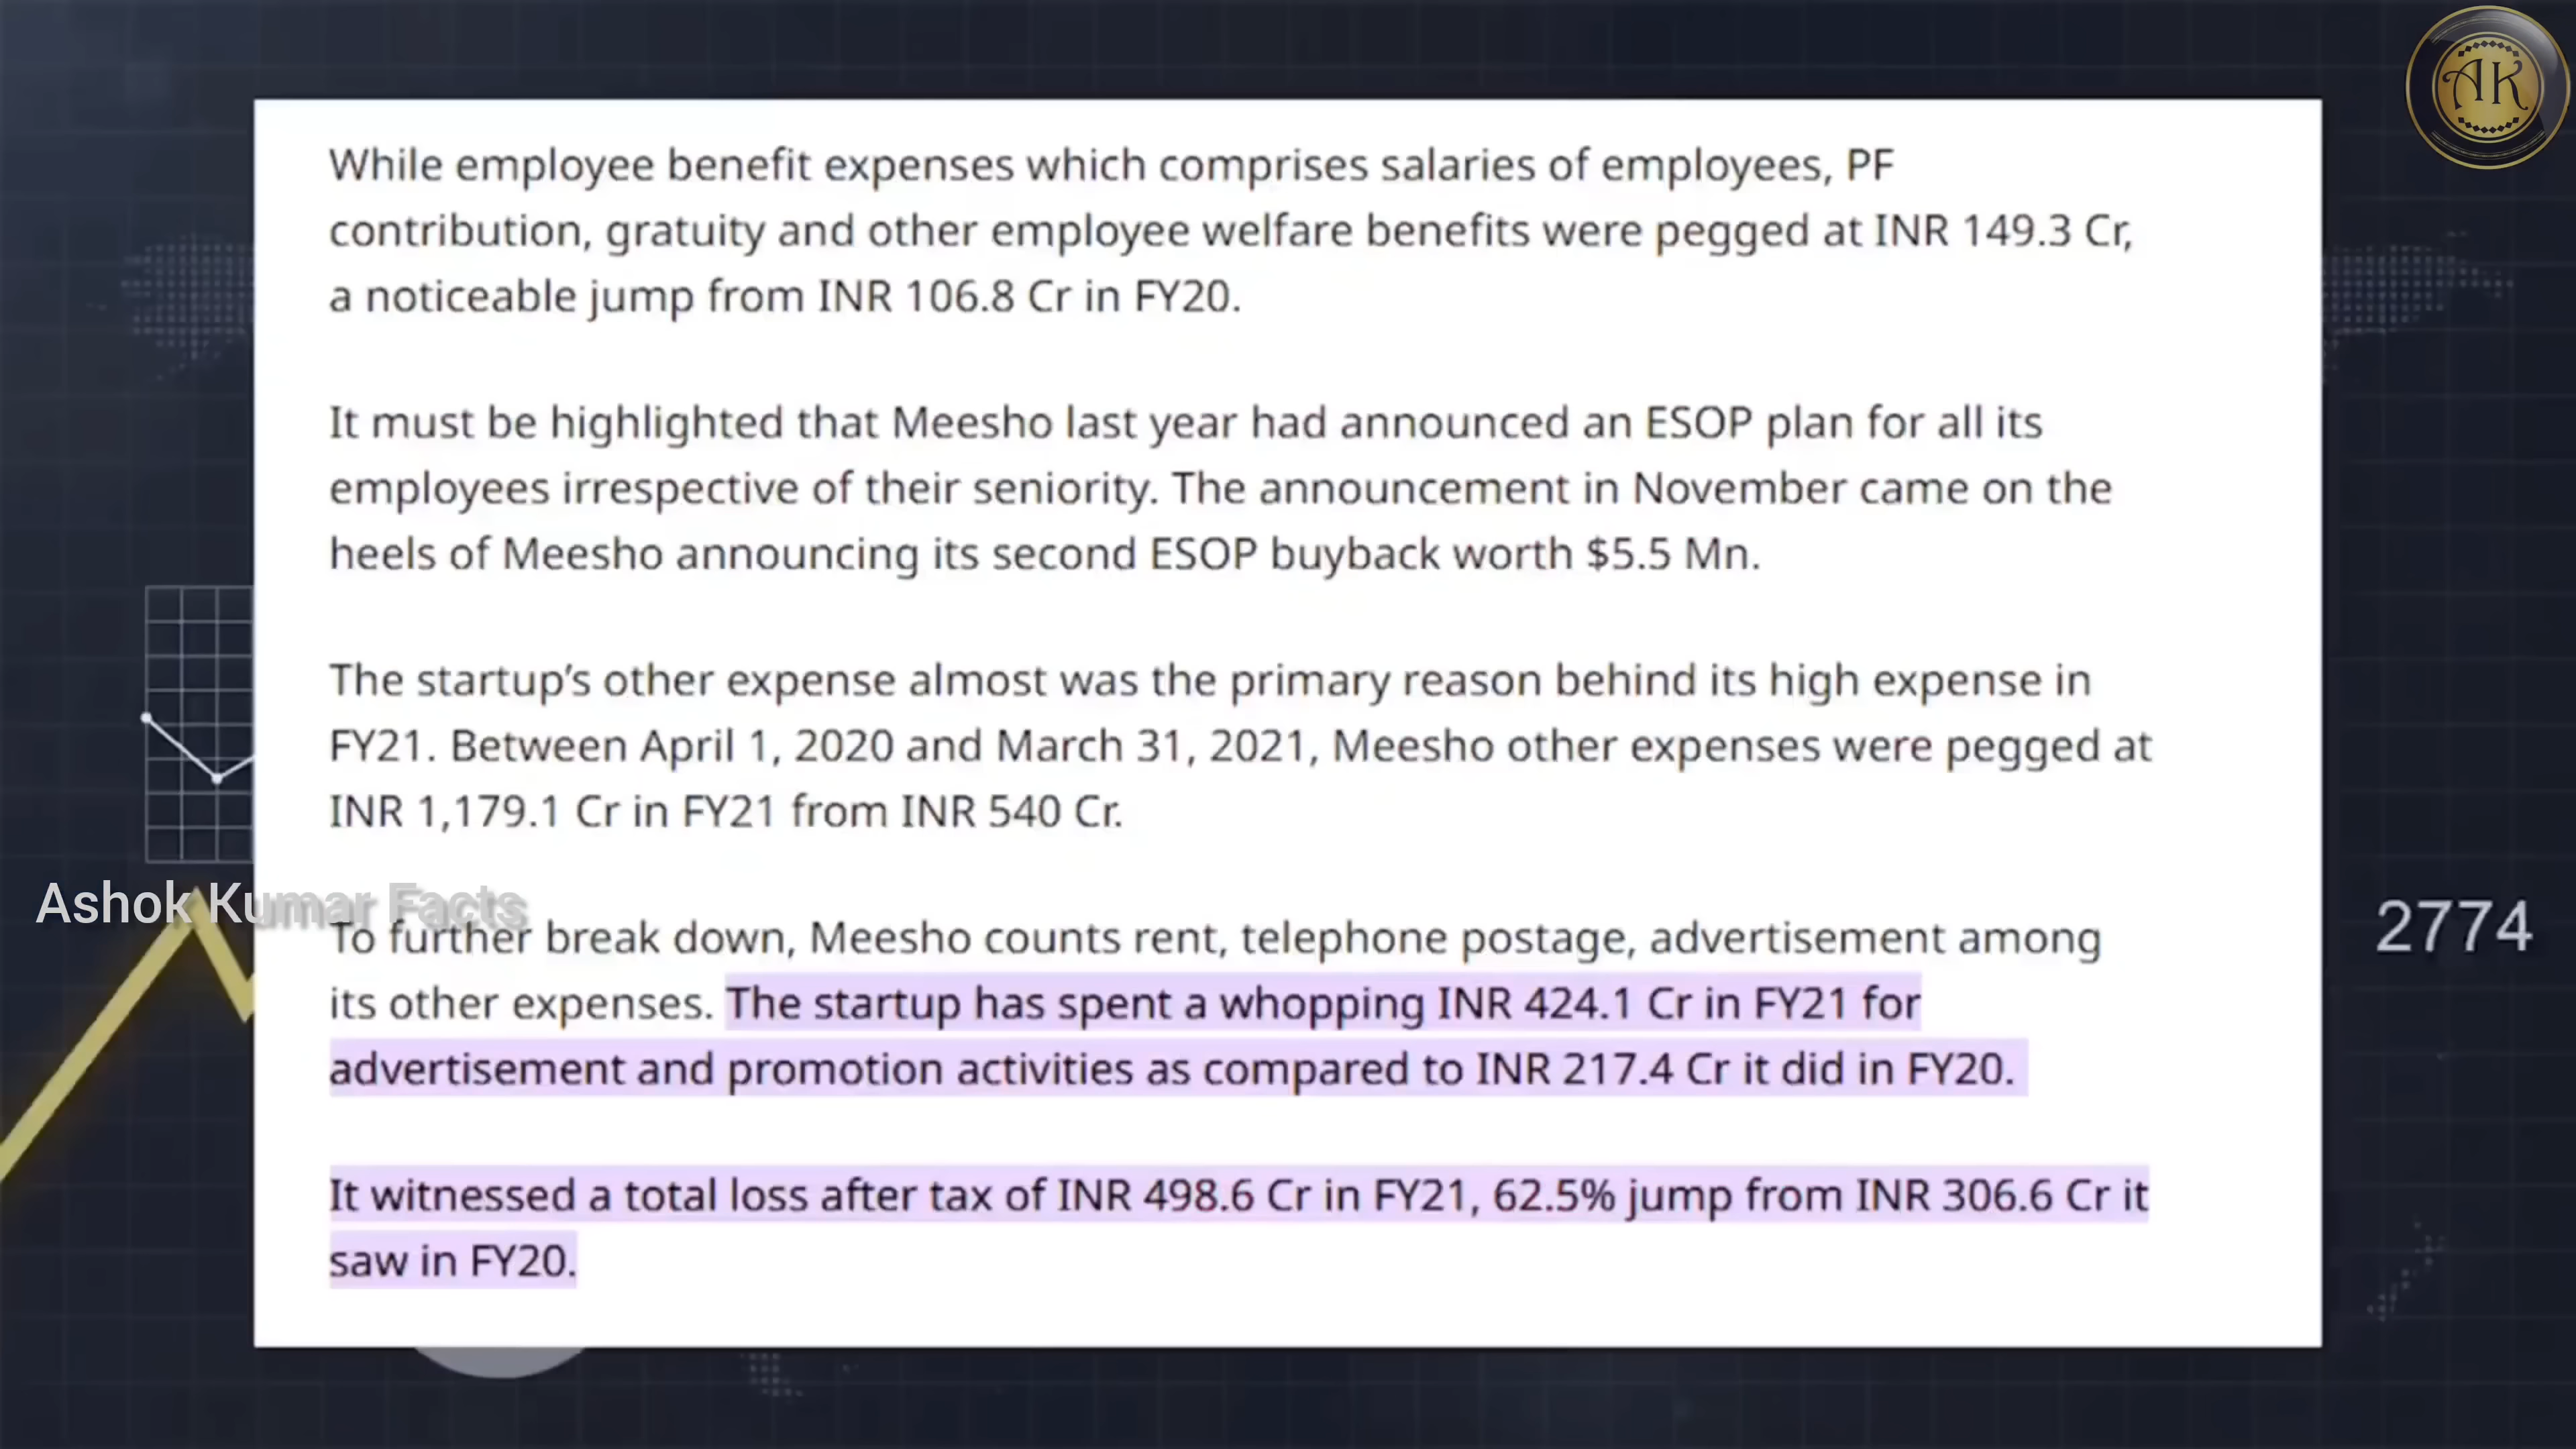 AK
While employee benefit expenses which comprises salaries of employees, PF
contribution, gratuity and other employee welfare benefits were pegged at INR 149.3 Cr,
a noticeable jump from INR 106.8 Cr in FY20.
It must be highlighted that Meesho last year had announced an ESOP plan for all its
employees irrespective of their seniority. The announcement in November came on the
heels of Meesho announcing its second ESOP buyback worth $5.5 Mn.
The startup’s other expense almost was the primary reason behind its high expense in
FY21. Between April 1, 2020 and March 31, 2021, Meesho other expenses were pegged at
INR 1,179.1 Cr in FY21 from INR 540 Cr.
Ashok Kumar Facts
2774
To further break down, Meesho counts rent, telephone postage, advertisement among
its other expenses. The startup has spent a whopping INR 424.1 Cr in FY21 for
advertisement and promotion activities as compared to INR 217.4 Cr it did in FY20.
It witnessed a total loss after tax of INR 498.6 Cr in FY21, 62.5% jump from INR 306.6 Cr it
saw in FY20.